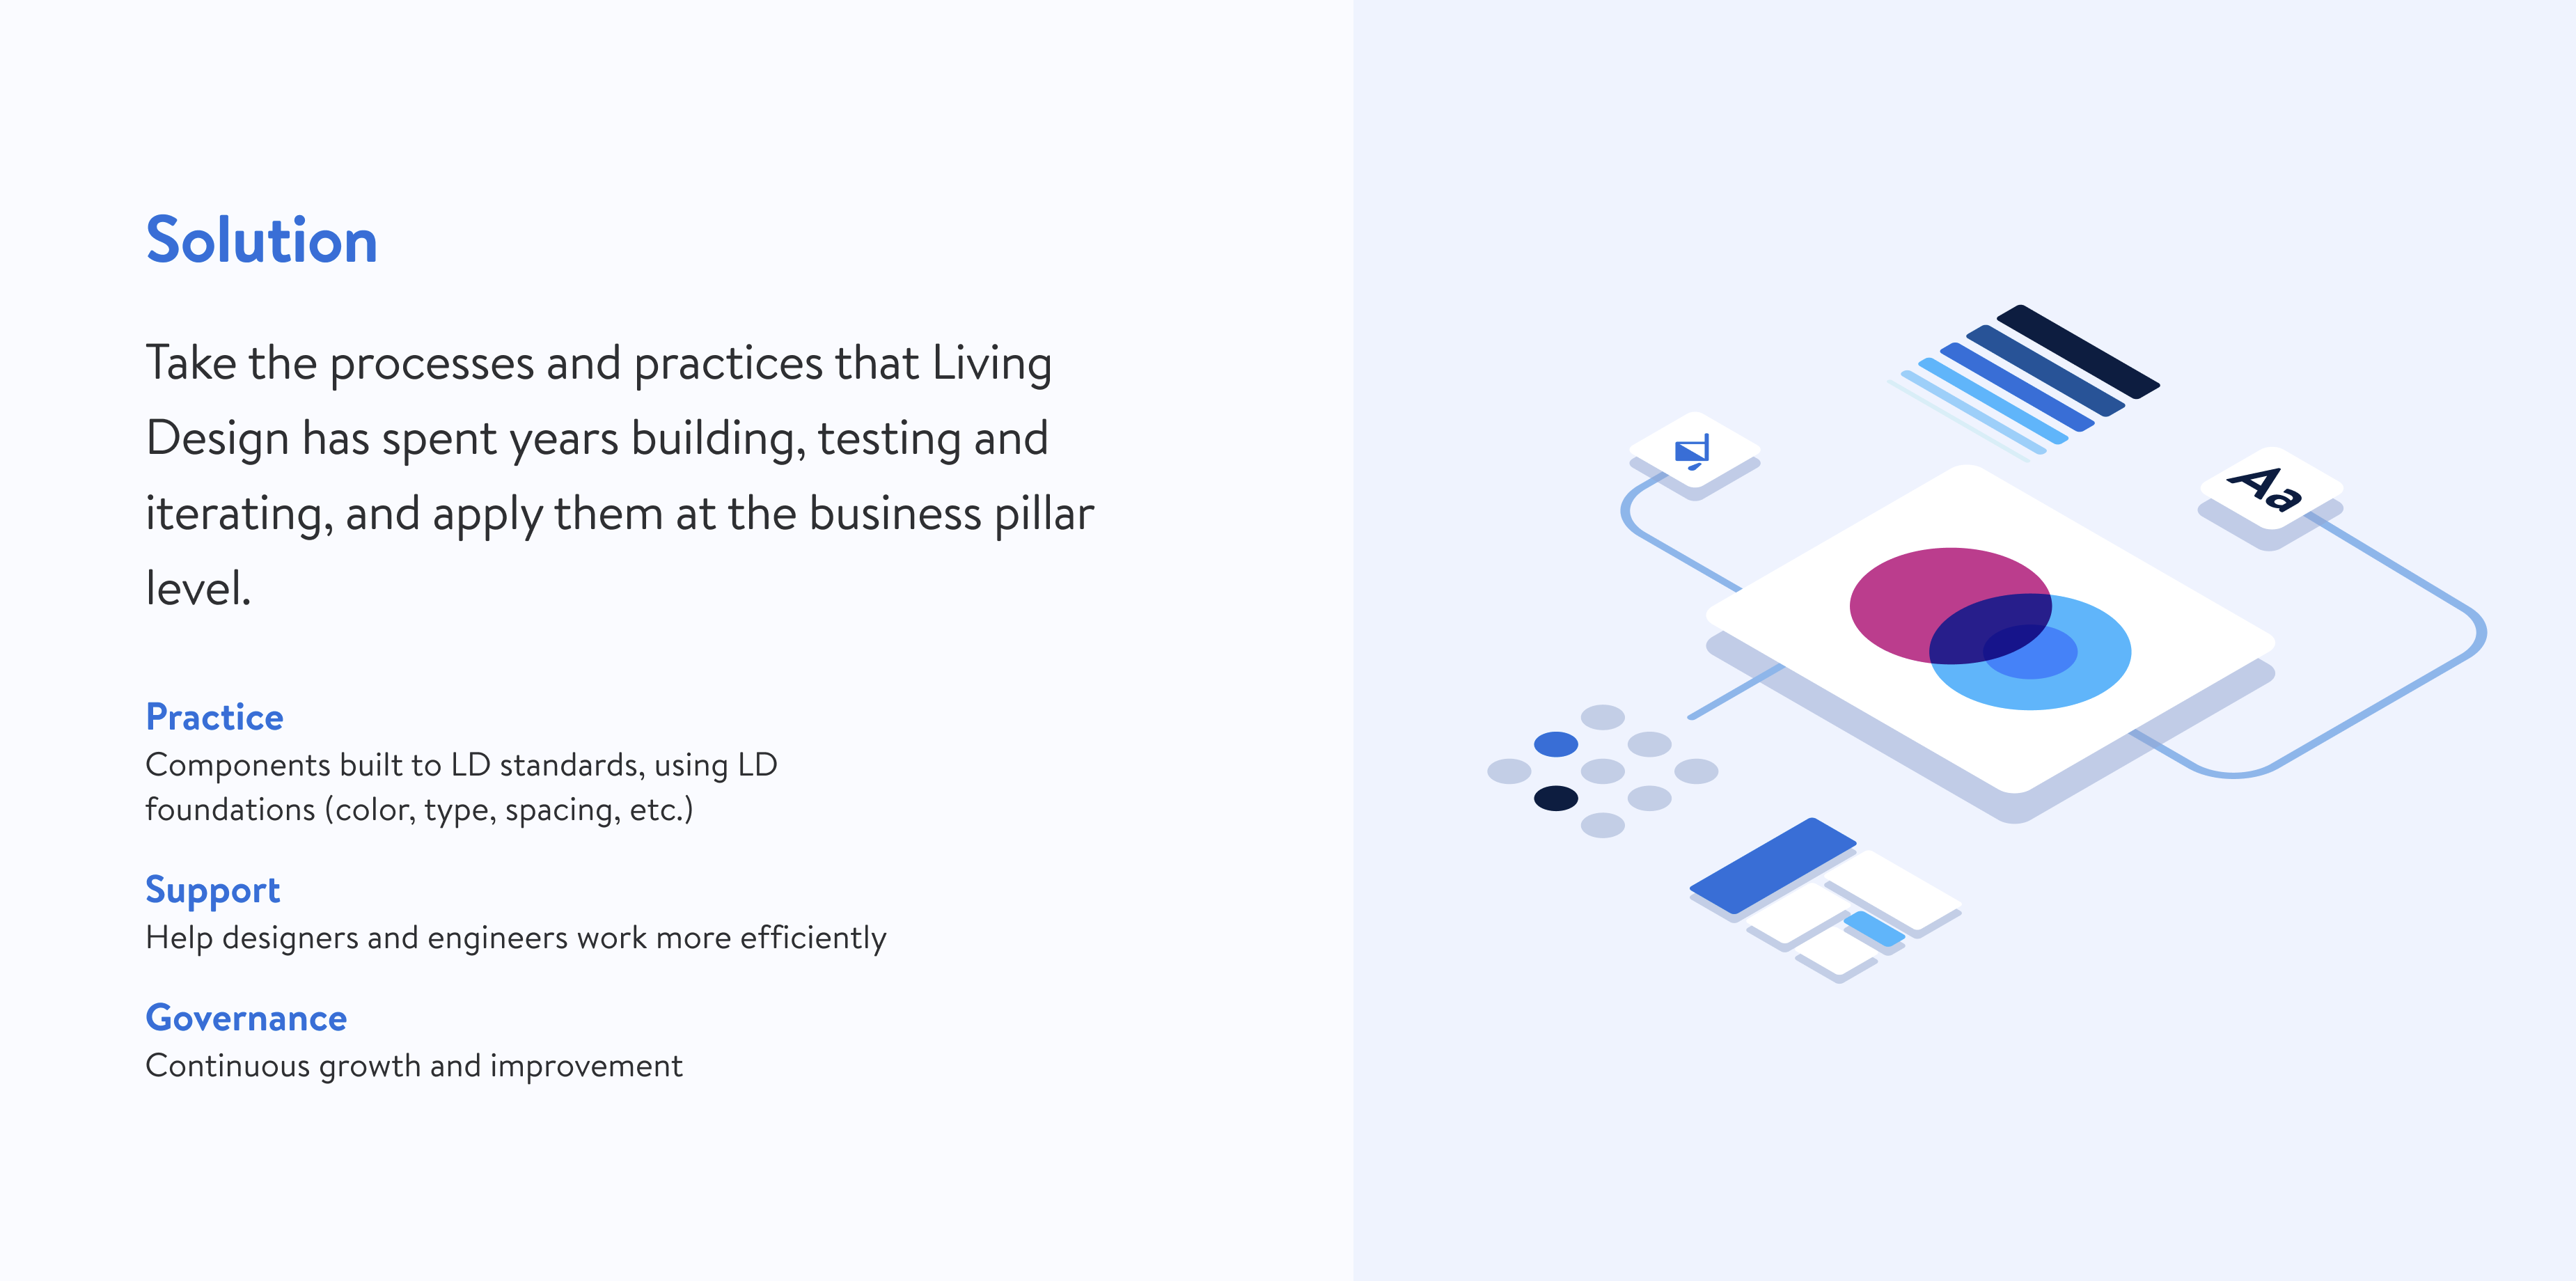 Solution
Take the processes and practices that Living
Design has spent years building, testing and
iterating, and apply them at the business pillar
level.
Practice
Components built to LD standards, using LD
foundations (color, type, spacing, etc.)
Support
Help designers and engineers work more efficiently
Governance
Continuous growth and improvement
Aa